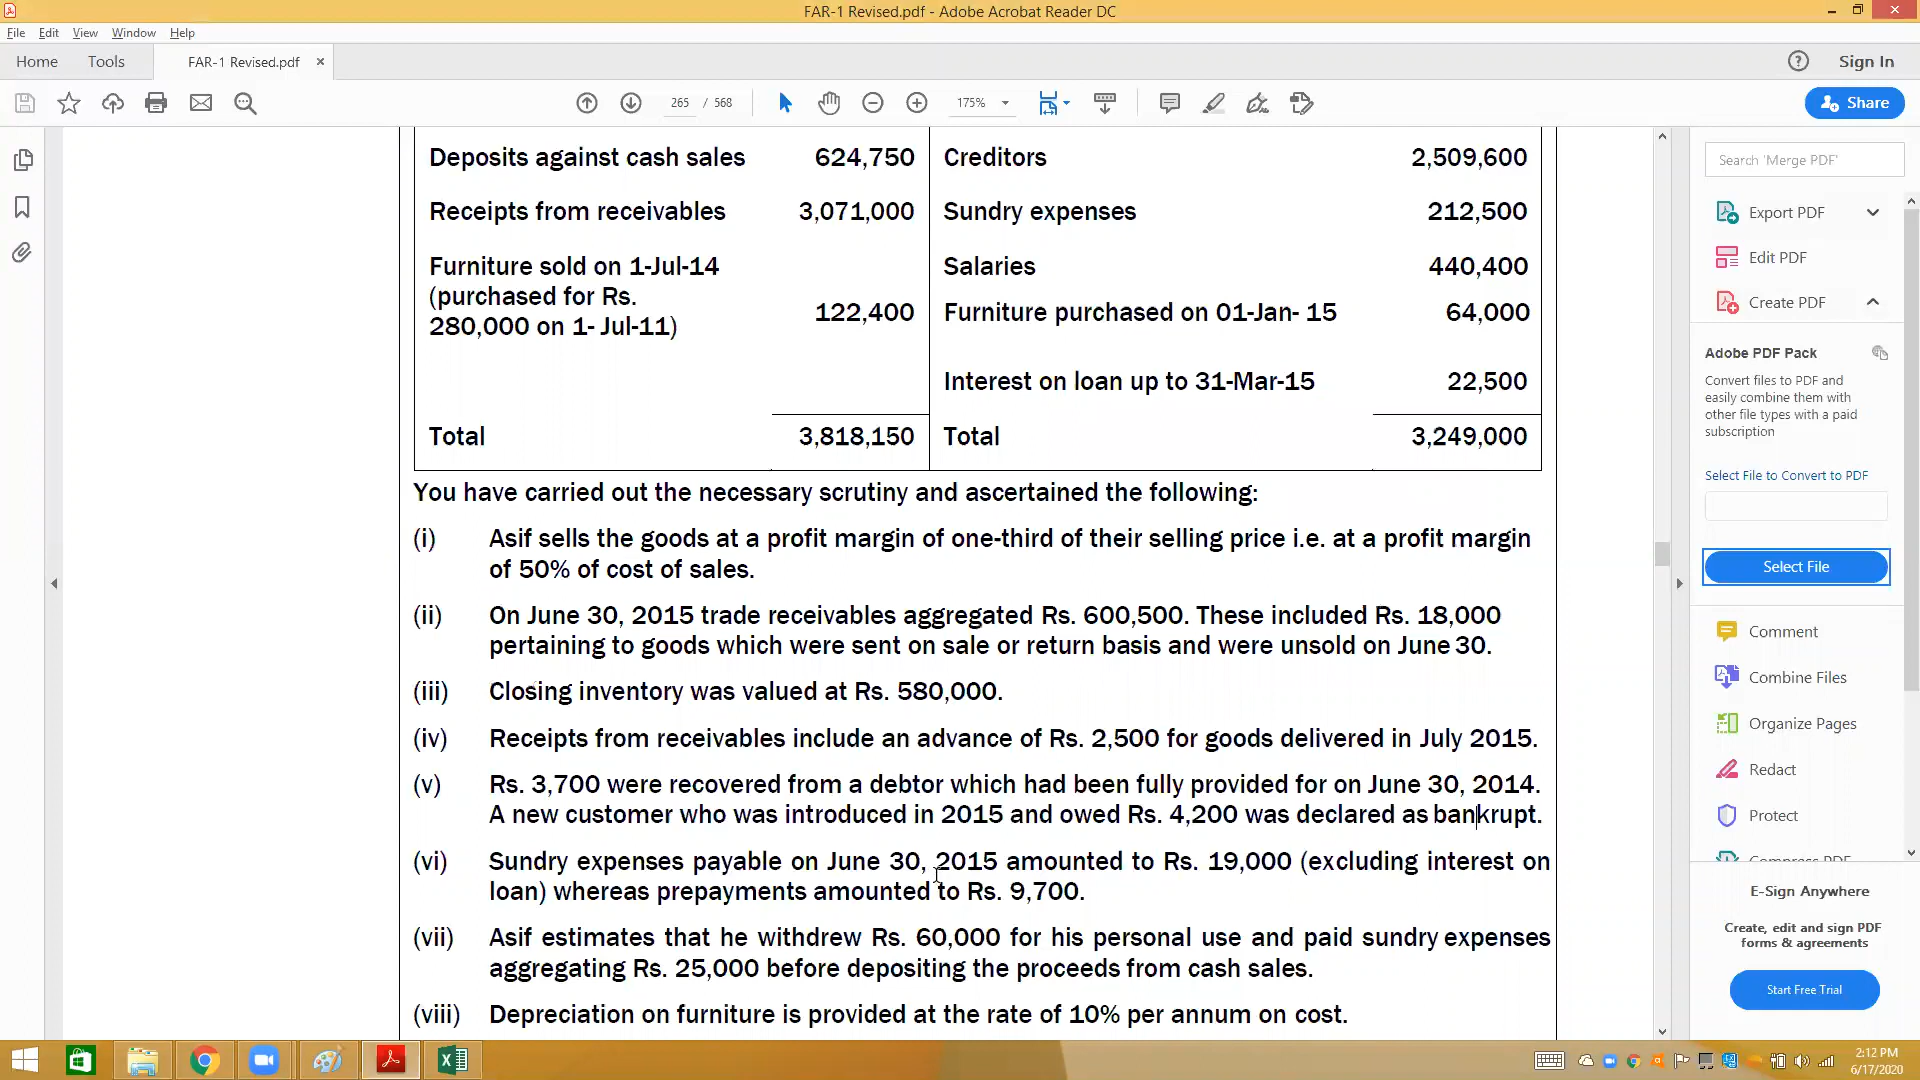 FAR-1 Revised.pdf - Adobe Acrobat Reader DC
File Edit View Window Help
Home Tools FAR-1 Revised.pdf × Sign In
265 / 568 175% Share
Deposits against cash sales 624,750 Creditors 2,509,600
Receipts from receivables 3,071,000 Sundry expenses 212,500
Furniture sold on 1-Jul-14 Salaries 440,400
(purchased for Rs.
280,000 on 1- Jul-11) 122,400 Furniture purchased on 01-Jan- 15 64,000
Interest on loan up to 31-Mar-15 22,500
Total 3,818,150 Total 3,249,000
You have carried out the necessary scrutiny and ascertained the following:
(i) Asif sells the goods at a profit margin of one-third of their selling price i.e. at a profit margin
of 50% of cost of sales.
(ii) On June 30, 2015 trade receivables aggregated Rs. 600,500. These included Rs. 18,000
pertaining to goods which were sent on sale or return basis and were unsold on June 30.
(iii) Closing inventory was valued at Rs. 580,000.
(iv) Receipts from receivables include an advance of Rs. 2,500 for goods delivered in July 2015.
(v) Rs. 3,700 were recovered from a debtor which had been fully provided for on June 30, 2014.
A new customer who was introduced in 2015 and owed Rs. 4,200 was declared as bankrupt.
(vi) Sundry expenses payable on June 30, 2015 amounted to Rs. 19,000 (excluding interest on
loan) whereas prepayments amounted to Rs. 9,700.
(vii) Asif estimates that he withdrew Rs. 60,000 for his personal use and paid sundry expenses
aggregating Rs. 25,000 before depositing the proceeds from cash sales.
(viii) Depreciation on furniture is provided at the rate of 10% per annum on cost.
Search 'Merge PDF'
Export PDF
Edit PDF
Create PDF
Adobe PDF Pack
Convert files to PDF and
easily combine them with
other file types with a paid
subscription
Select File to Convert to PDF
Select File
Comment
Combine Files
Organize Pages
Redact
Protect
Compress PDF
E-Sign Anywhere
Create, edit and sign PDF
forms & agreements
Start Free Trial
2:12 PM
6/17/2020